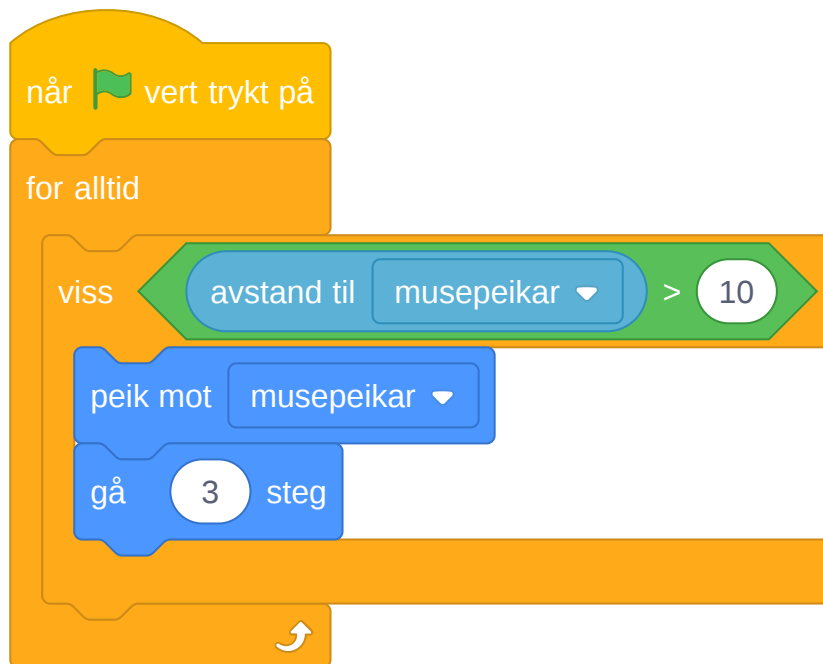 når vert trykt på
for alltid
viss avstand til musepeikar > 10
peik mot musepeikar
gå 3 steg